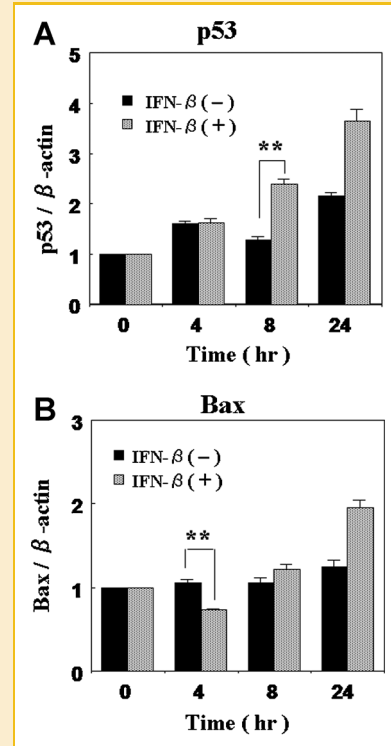 A
p53
5
4
3
2
1
0
p53 / β-actin
IFN-β (−)
IFN-β (+)
**
0 4 8 24
Time ( hr )
B
Bax
3
2
1
0
Bax / β-actin
IFN-β (−)
IFN-β (+)
**
0 4 8 24
Time ( hr )